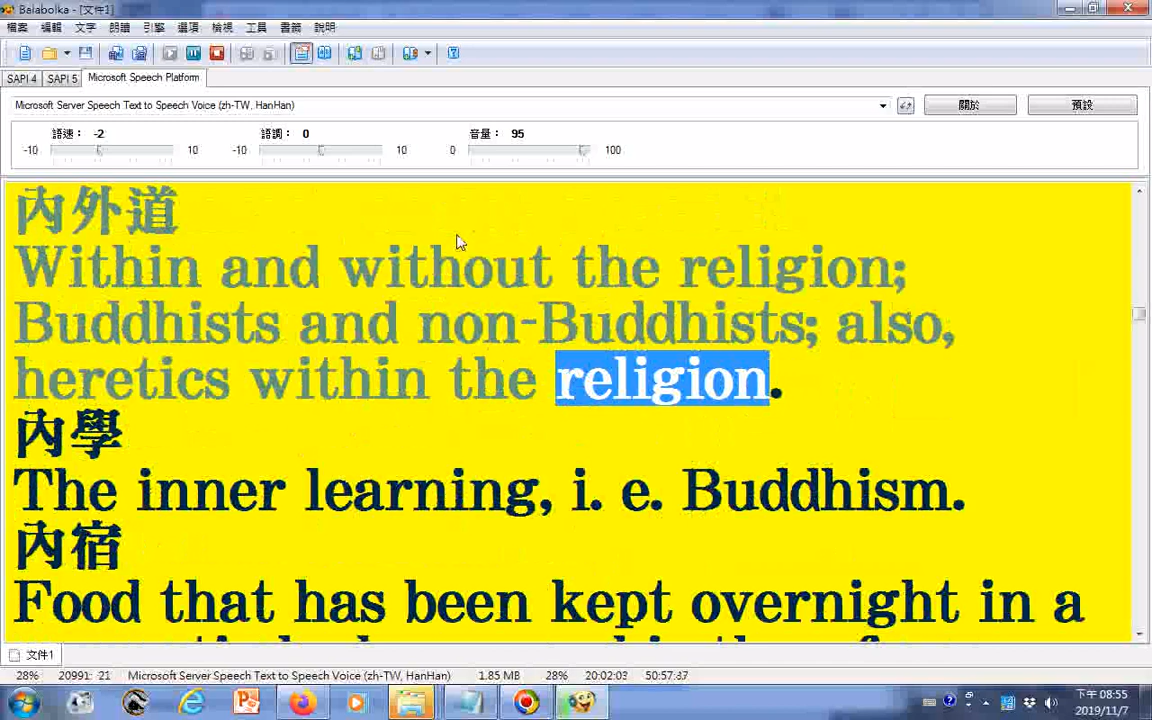 Balabolka - [文件1]
檔案 編輯 文字 朗讀 引擎 選項 檢視 工具 書籤 說明
SAPI 4 SAPI 5 Microsoft Speech Platform
Microsoft Server Speech Text to Speech Voice (zh-TW, HanHan) 關於 預設
語速： -2 語調： 0 音量： 95
-10 10 -10 10 0 100
內外道
Within and without the religion;
Buddhists and non-Buddhists; also,
heretics within the religion.
內學
The inner learning, i. e. Buddhism.
內宿
Food that has been kept overnight in a
文件1
28% 20991: 21 Microsoft Server Speech Text to Speech Voice (zh-TW, HanHan) 1.85 MB 28% 20:02:03 50:57:37
下午 08:55
2019/11/7